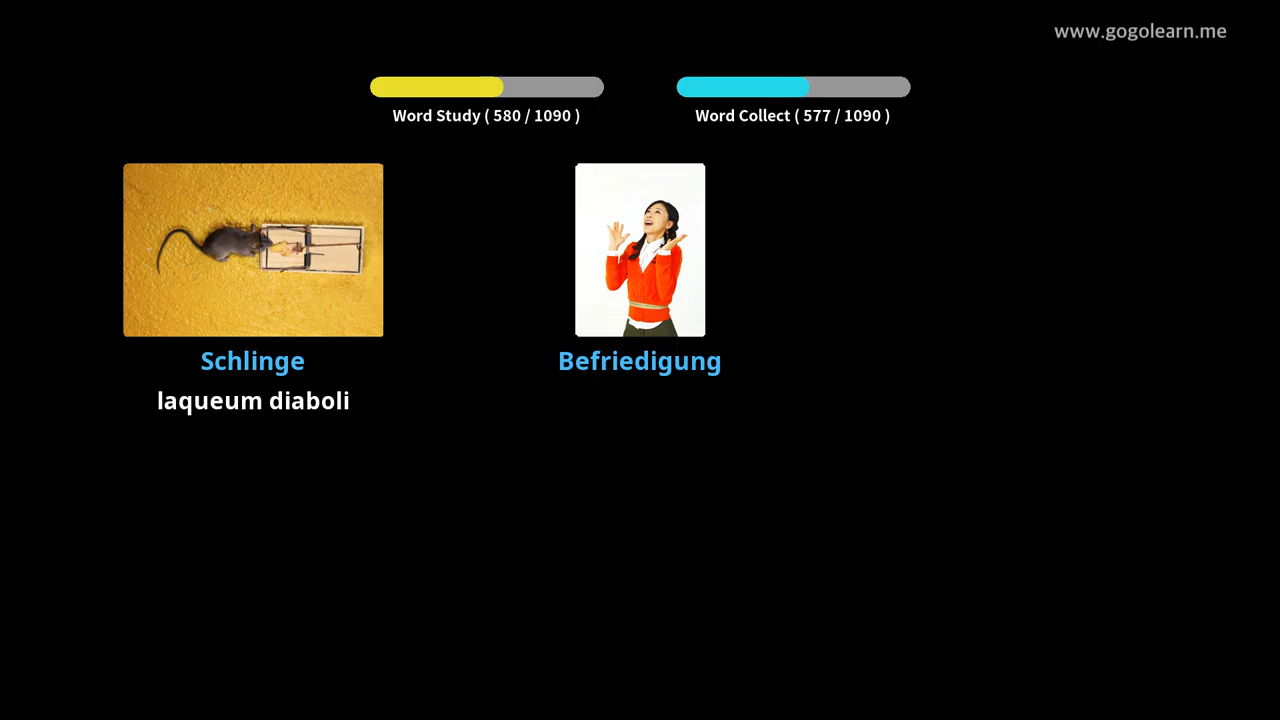 www.gogolearn.me
Word Study ( 580 / 1090 )
Word Collect ( 577 / 1090 )
Schlinge
laqueum diaboli
Befriedigung